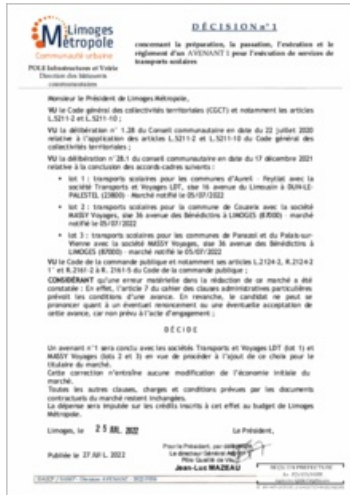 Limoges
Métropole
Communauté urbaine
POLE Infrastructures et Voirie
Direction des bâtiments
communautaires
DÉCISION n° 1
concernant la préparation, la passation, l'exécution et le
règlement d'un AVENANT 1 pour l'exécution de services de
transports scolaires
Monsieur le Président de Limoges Métropole,
VU le Code général des collectivités territoriales (CGCT) et notamment les articles
L.5211-2 et L.5211-10 ;
VU la délibération n° 1.28 du Conseil communautaire en date du 22 juillet 2020
relative à l'application des articles L.5211-2 et L.5211-10 du Code général des
collectivités territoriales ;
VU la délibération n°28.1 du conseil communautaire en date du 17 décembre 2021
relative à la conclusion des accords-cadres suivants :
• lot 1 : transports scolaires pour les communes d'Aureil - Feytiat avec la
société Transports et Voyages LDT, sise 16 avenue du Limousin à DUN-LE-
PALESTEL (23800) - Marché notifié le 05/07/2022
• lot 2 : transports scolaires pour la commune de Couzeix avec la société
MASSY Voyages, sise 36 avenue des Bénédictins à LIMOGES (87000) - marché
notifié le 05/07/2022
• lot 3 : transports scolaires pour les communes de Panazol et du Palais-sur-
Vienne avec la société MASSY Voyages, sise 36 avenue des Bénédictins à
LIMOGES (87000) - marché notifié le 05/07/2022
VU le Code de la commande publique et notamment ses articles L.2124-2, R.2124-2
1° et R.2161-2 à R. 2161-5 du Code de la commande publique ;
CONSIDÉRANT qu'une erreur matérielle dans la rédaction de ce marché a été
constatée : En effet, l'article 7 du cahier des clauses administratives particulières
prévoit les conditions d'une avance. En revanche, le candidat ne peut se
prononcer quant à un éventuel renoncement ou une éventuelle acceptation de
cette avance, car non prévu à l'acte d'engagement ;
DÉCIDE
Un avenant n°1 sera conclu avec les sociétés Transports et Voyages LDT (lot 1) et
MASSY Voyages (lots 2 et 3) en vue de procéder à l'ajout de ce choix pour le
titulaire du marché.
Cette correction n'entraîne aucune modification de l'économie initiale du
marché.
Toutes les autres clauses, charges et conditions prévues par les documents
contractuels du marché restent inchangées.
La dépense sera imputée sur les crédits inscrits à cet effet au budget de Limoges
Métropole.
Limoges, le 25 JUIL. 2022
Le Président,
Publiée le 27 JUIL. 2022
Pour le Président, par
Le directeur Général
Pôle Qualité de
Jean-Luc MAZEAU